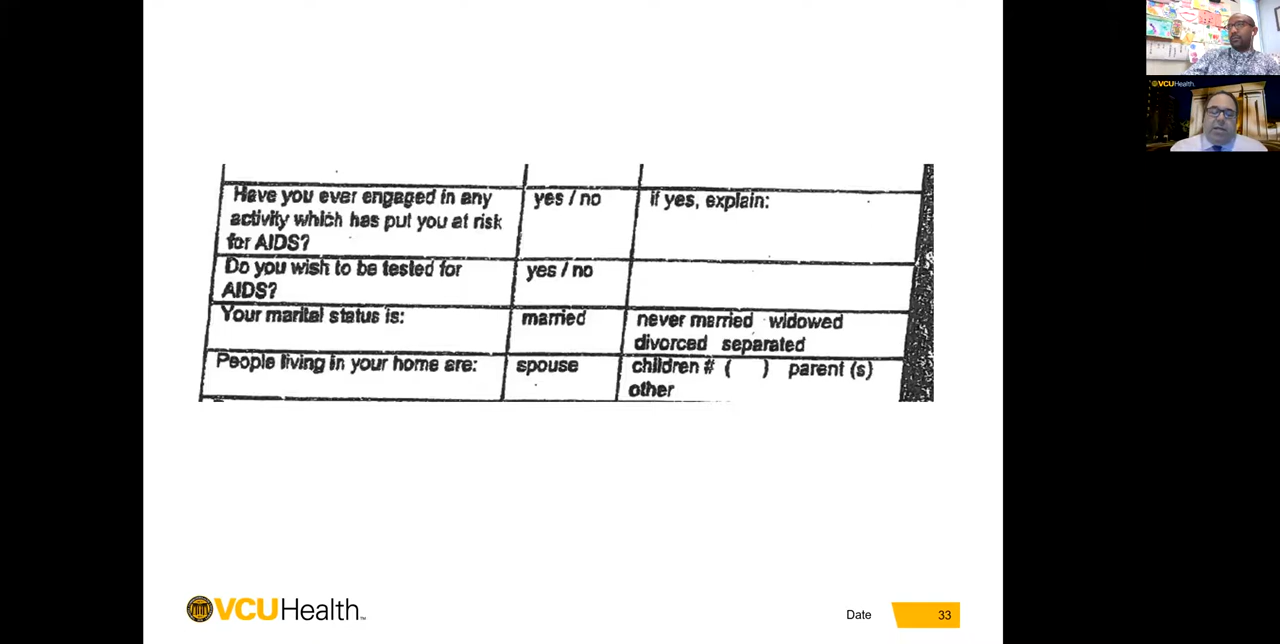 VCUHealth
Have you ever engaged in any
activity which has put you at risk
for AIDS?
yes / no
if yes, explain:
Do you wish to be tested for
AIDS?
yes / no
Your marital status is:
married
never married widowed
divorced separated
People living in your home are:
spouse
children # ( ) parent (s)
other
VCUHealth™
Date
33